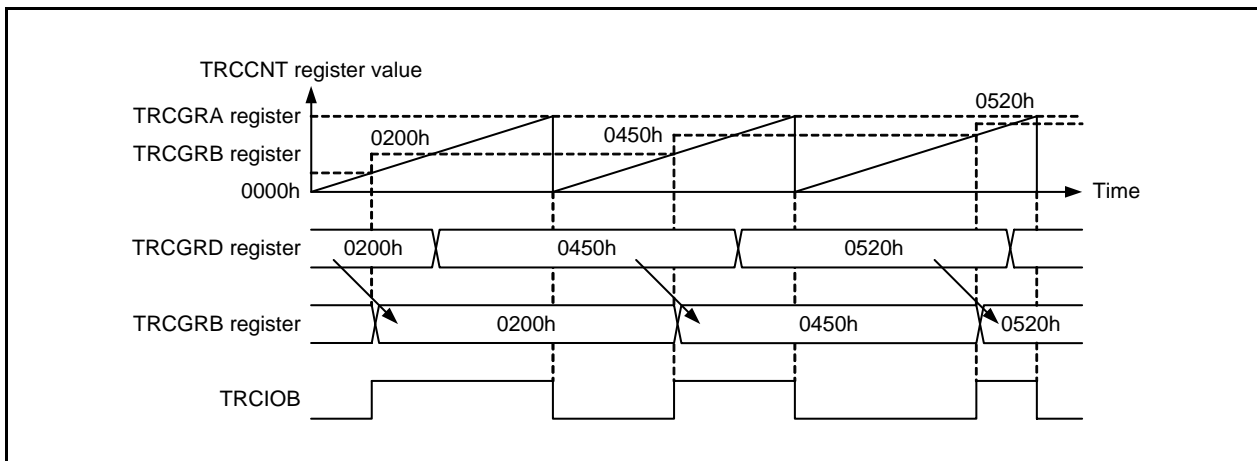 TRCCNT register value
TRCGRA register
0520h
0200h
0450h
TRCGRB register
0000h
Time
TRCGRD register
0200h
0450h
0520h
TRCGRB register
0200h
0450h
0520h
TRCIOB